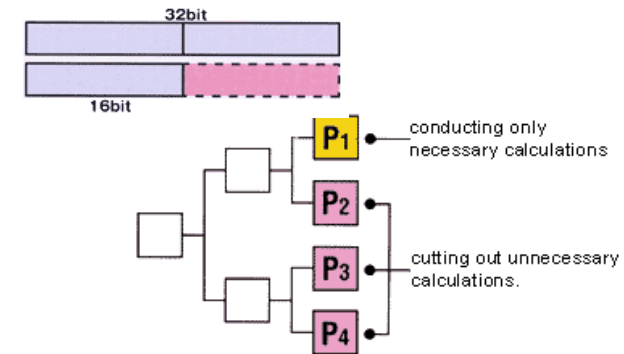 32bit
16bit
P1
conducting only
necessary calculations
P2
P3
cutting out unnecessary
calculations.
P4